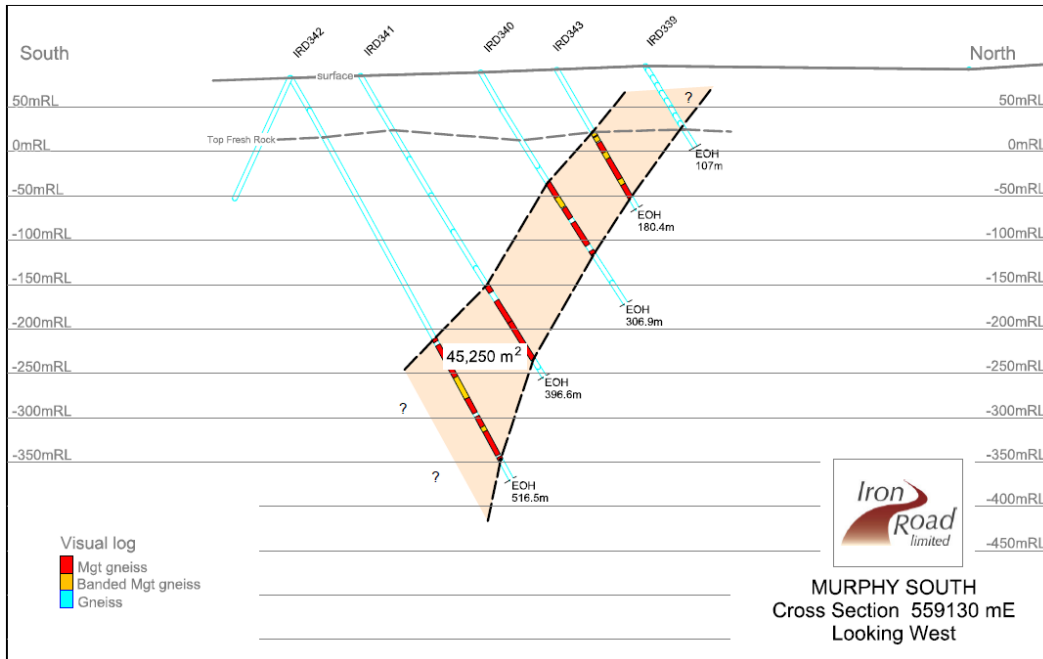 IRD342
IRD341
IRD340
IRD343
IRD339
South
North
surface
50mRL
50mRL
?
Top Fresh Rock
0mRL
0mRL
EOH
107m
-50mRL
-50mRL
EOH
180.4m
-100mRL
-100mRL
-150mRL
-150mRL
EOH
306.9m
-200mRL
-200mRL
45,250 m²
-250mRL
-250mRL
EOH
396.6m
?
-300mRL
-300mRL
-350mRL
-350mRL
?
EOH
516.5m
-400mRL
-450mRL
Visual log
Mgt gneiss
Banded Mgt gneiss
Gneiss
Iron
Road
limited
MURPHY SOUTH
Cross Section 559130 mE
Looking West